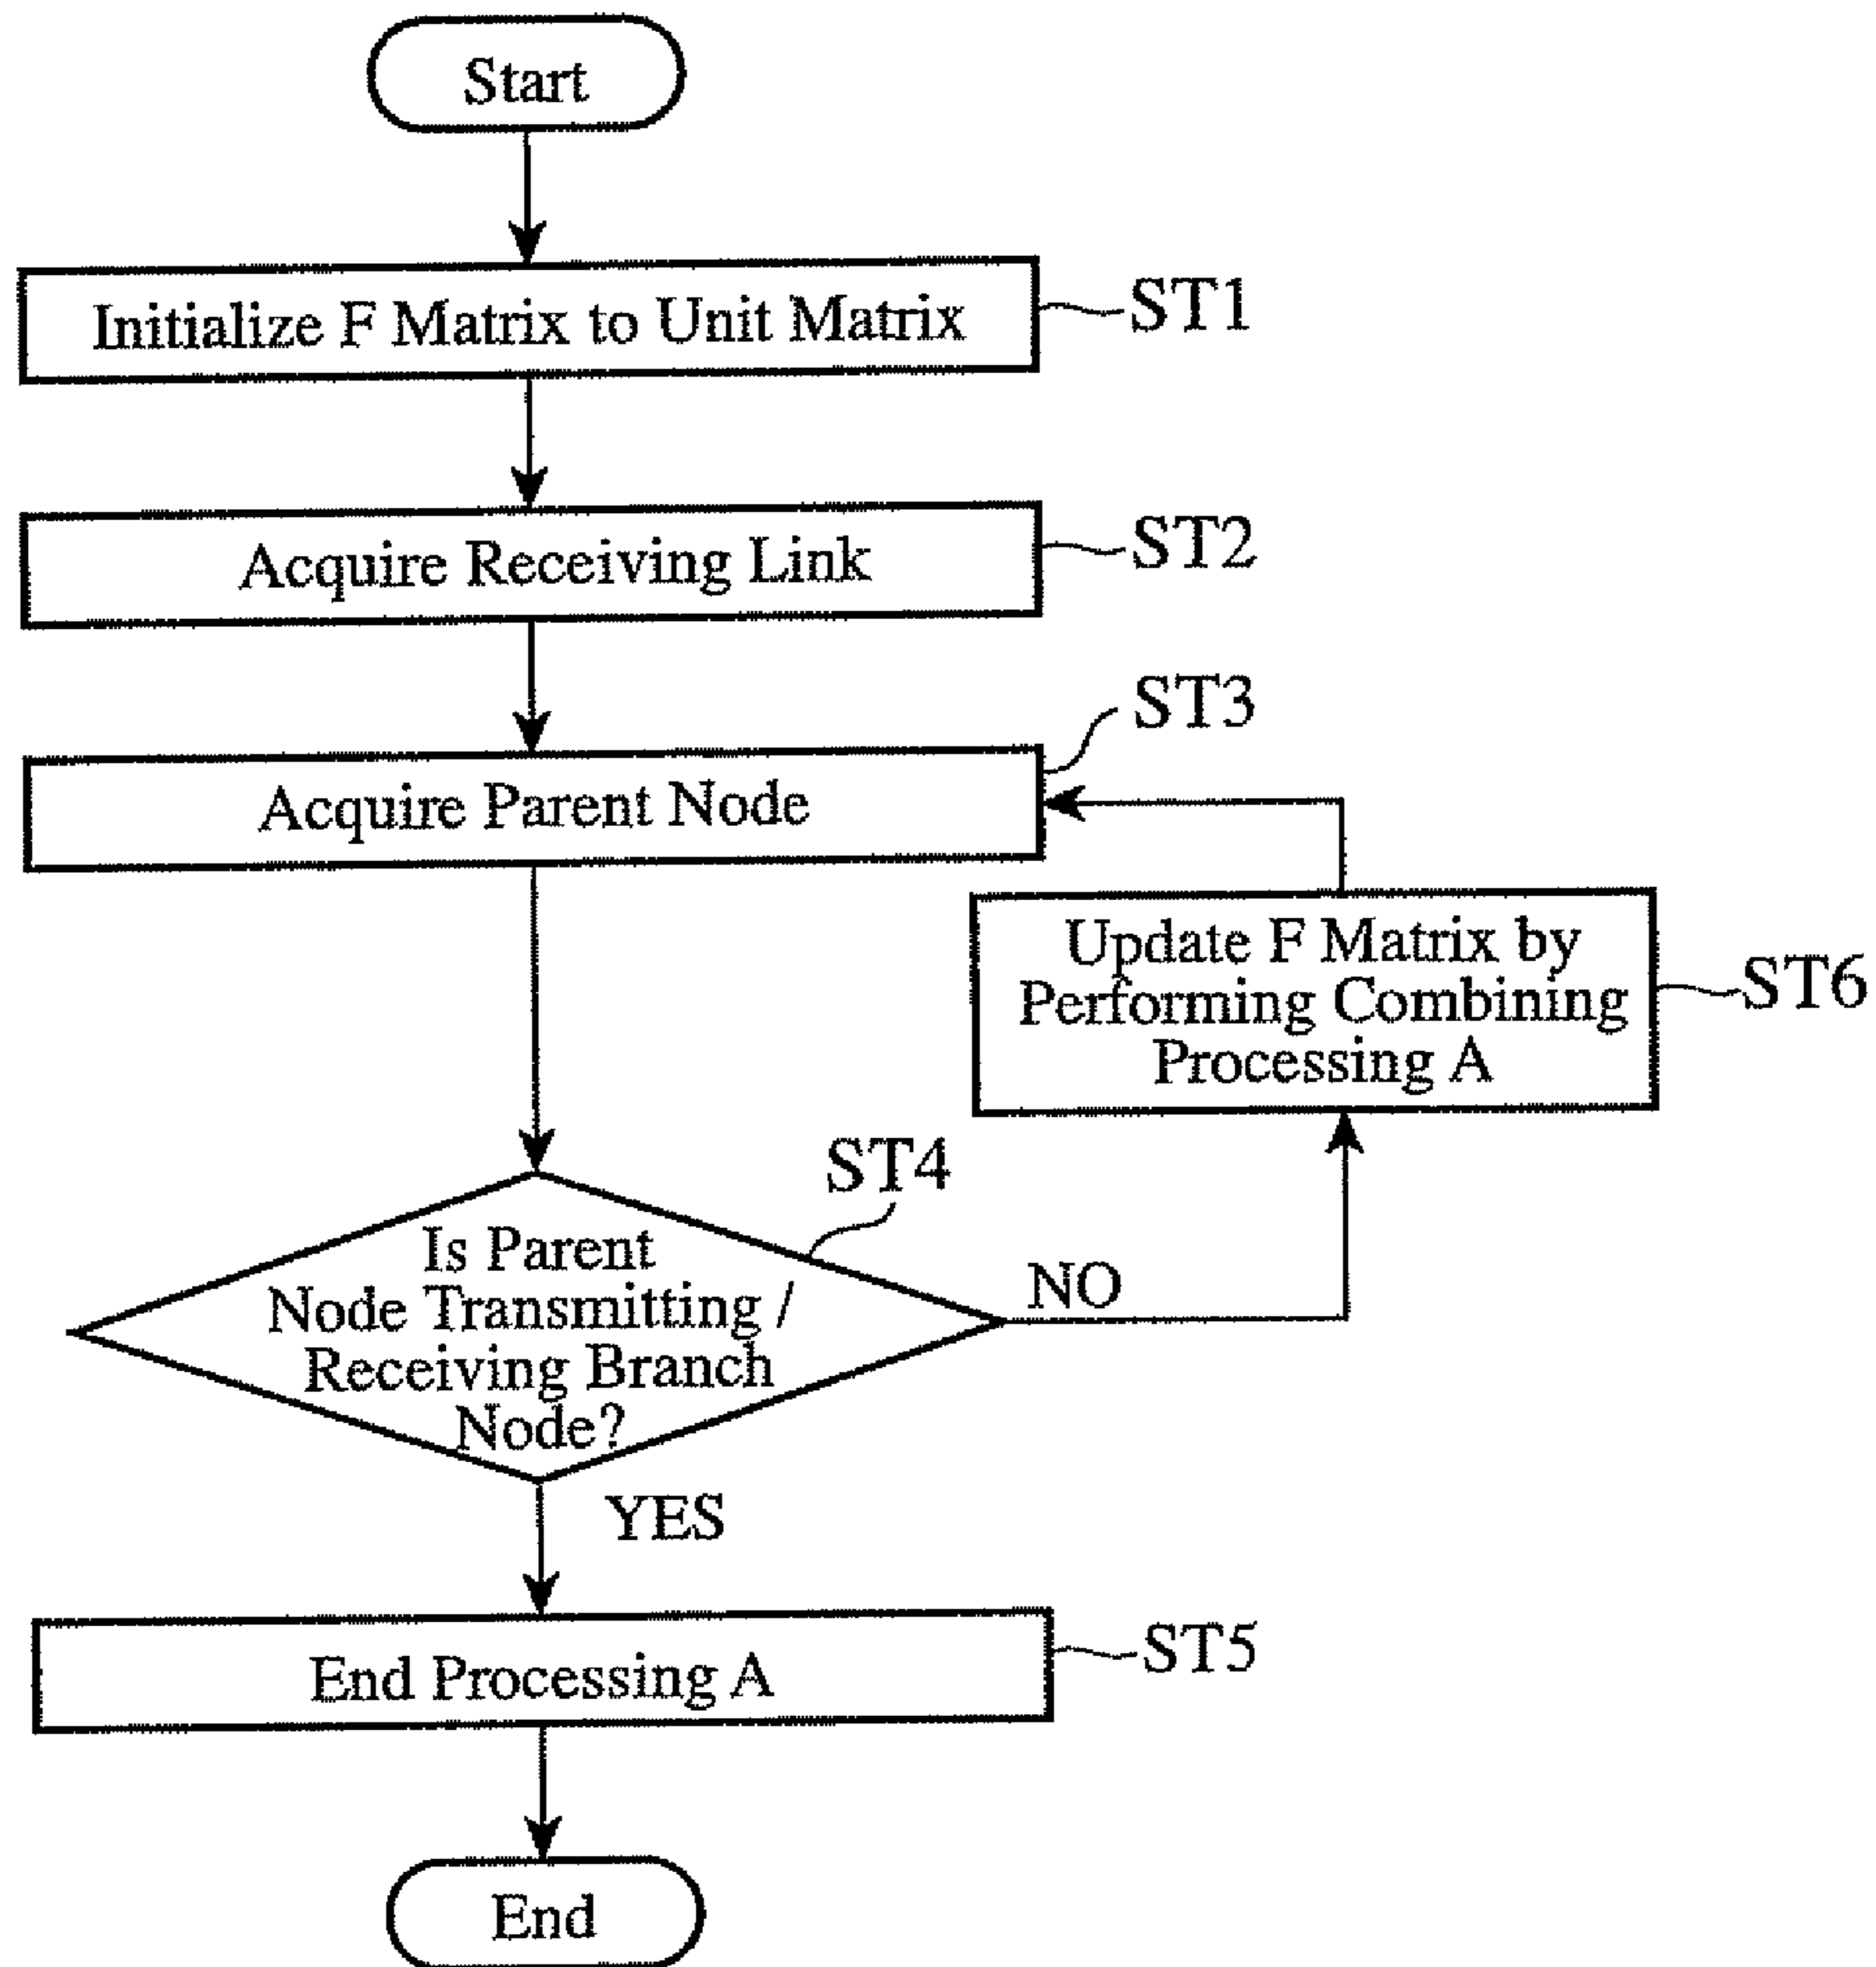 Start
Initialize F Matrix to Unit Matrix
ST1
Acquire Receiving Link
ST2
ST3
Acquire Parent Node
Update F Matrix by
Performing Combining
Processing A
ST6
ST4
Is Parent
Node Transmitting /
Receiving Branch
Node?
NO
YES
End Processing A
ST5
End